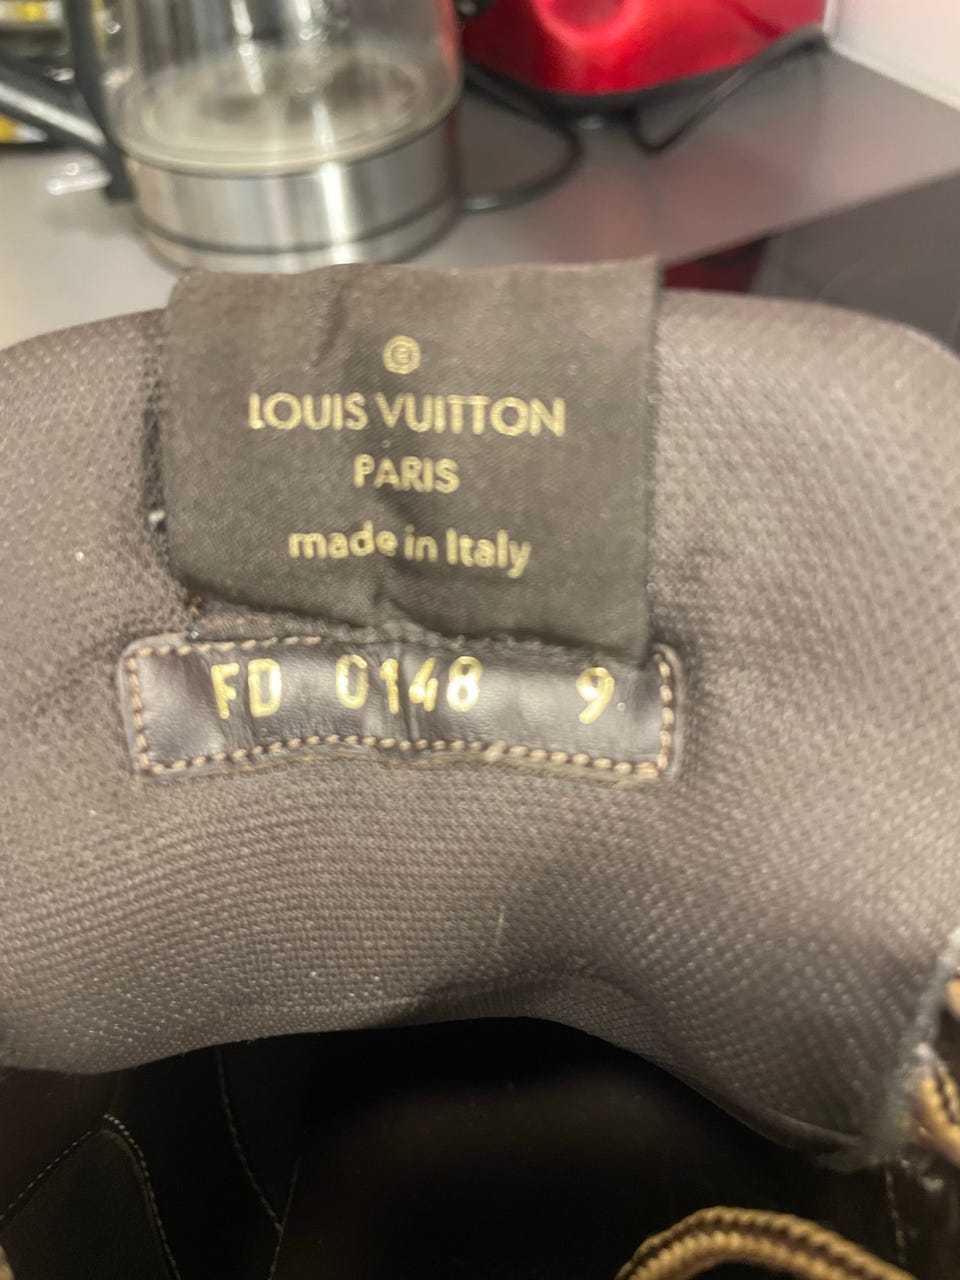 LOUIS VUITTON
PARIS
made in Italy
FD 0148 9